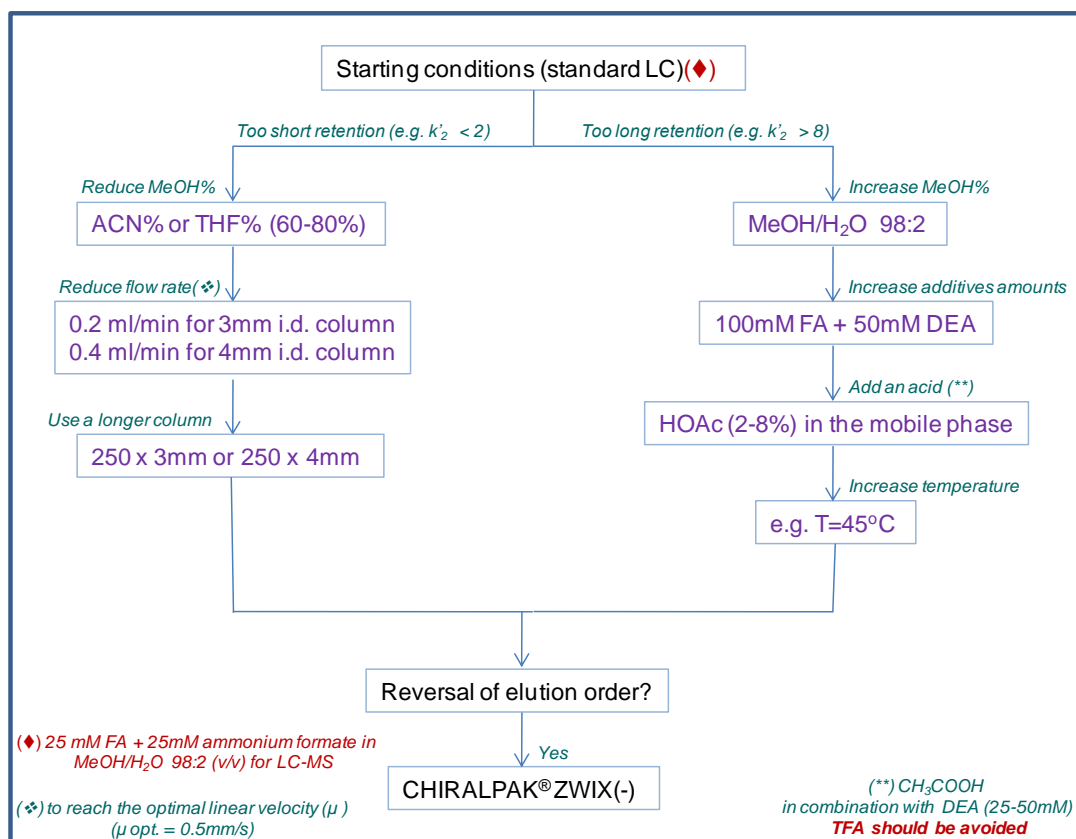 Starting conditions (standard LC)(♦)
Too short retention (e.g. k'₂ < 2)
Too long retention (e.g. k'₂ > 8)
Reduce MeOH%
ACN% or THF% (60-80%)
Reduce flow rate(❖)
0.2 ml/min for 3mm i.d. column
0.4 ml/min for 4mm i.d. column
Use a longer column
250 x 3mm or 250 x 4mm
Increase MeOH%
MeOH/H₂O 98:2
Increase additives amounts
100mM FA + 50mM DEA
Add an acid (**)
HOAc (2-8%) in the mobile phase
Increase temperature
e.g. T=45°C
Reversal of elution order?
Yes
CHIRALPAK® ZWIX(-)
(♦) 25 mM FA + 25mM ammonium formate in
MeOH/H₂O 98:2 (v/v) for LC-MS
(❖) to reach the optimal linear velocity (µ )
(µ opt. = 0.5mm/s)
(**) CH₃COOH
in combination with DEA (25-50mM)
TFA should be avoided